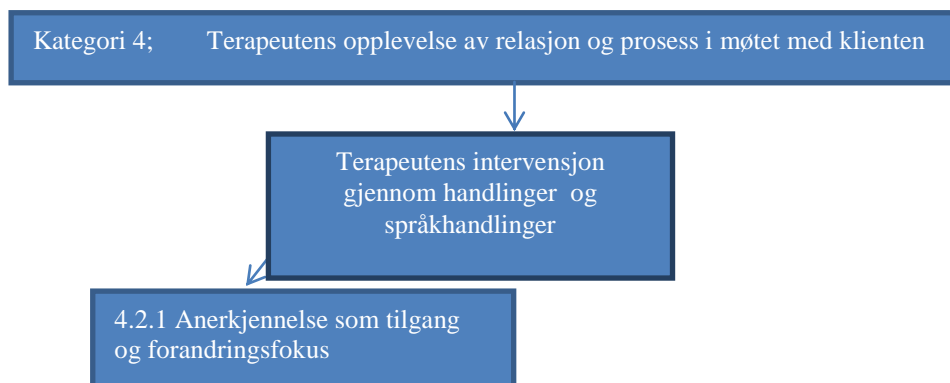 Kategori 4; Terapeutens opplevelse av relasjon og prosess i møtet med klienten
Terapeutens intervensjon
gjennom handlinger og
språkhandlinger
4.2.1 Anerkjennelse som tilgang
og forandringsfokus